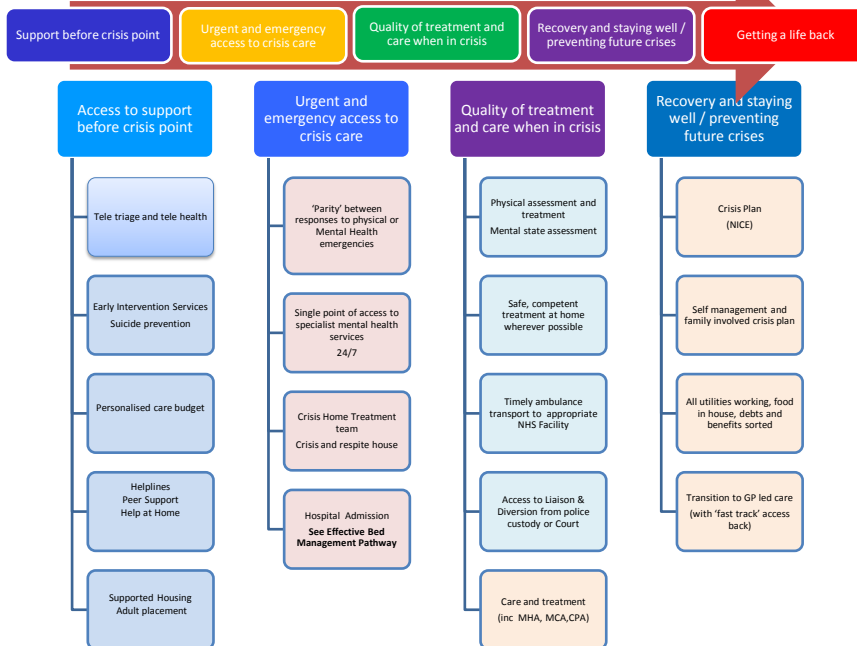 Support before crisis point
Urgent and emergency
access to crisis care
Quality of treatment and
care when in crisis
Recovery and staying well /
preventing future crises
Getting a life back
Access to support
before crisis point
Tele triage and tele health
Early Intervention Services
Suicide prevention
Personalised care budget
Helplines
Peer Support
Help at Home
Supported Housing
Adult placement
Urgent and
emergency access to
crisis care
‘Parity’ between
responses to physical or
Mental Health
emergencies
Single point of access to
specialist mental health
services
24/7
Crisis Home Treatment
team
Crisis and respite house
Hospital Admission
See Effective Bed
Management Pathway
Quality of treatment
and care when in crisis
Physical assessment and
treatment
Mental state assessment
Safe, competent
treatment at home
wherever possible
Timely ambulance
transport to appropriate
NHS Facility
Access to Liaison &
Diversion from police
custody or Court
Care and treatment
(inc MHA, MCA,CPA)
Recovery and staying
well / preventing
future crises
Crisis Plan
(NICE)
Self management and
family involved crisis plan
All utilities working, food
in house, debts and
benefits sorted
Transition to GP led care
(with ‘fast track’ access
back)